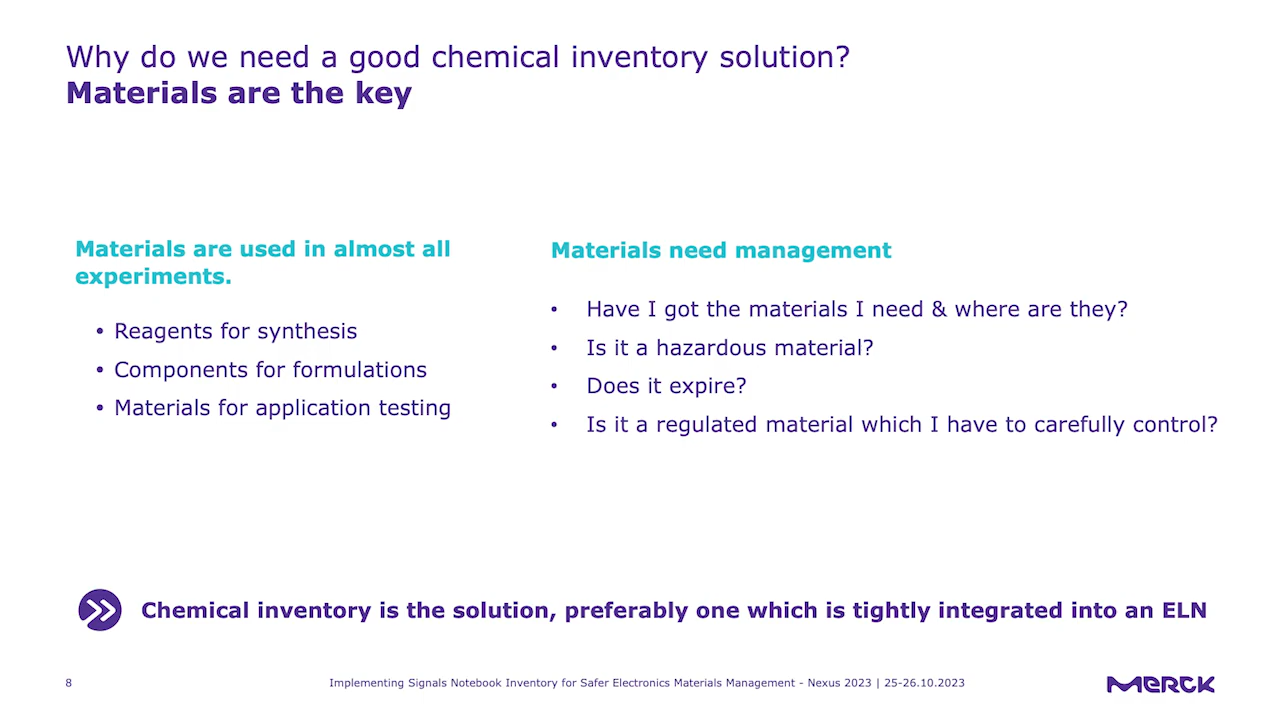 Why do we need a good chemical inventory solution?
Materials are the key
Materials are used in almost all
experiments.
• Reagents for synthesis
• Components for formulations
• Materials for application testing
Materials need management
• Have I got the materials I need & where are they?
• Is it a hazardous material?
• Does it expire?
• Is it a regulated material which I have to carefully control?
Chemical inventory is the solution, preferably one which is tightly integrated into an ELN
8
Implementing Signals Notebook Inventory for Safer Electronics Materials Management - Nexus 2023 | 25-26.10.2023
MERCK